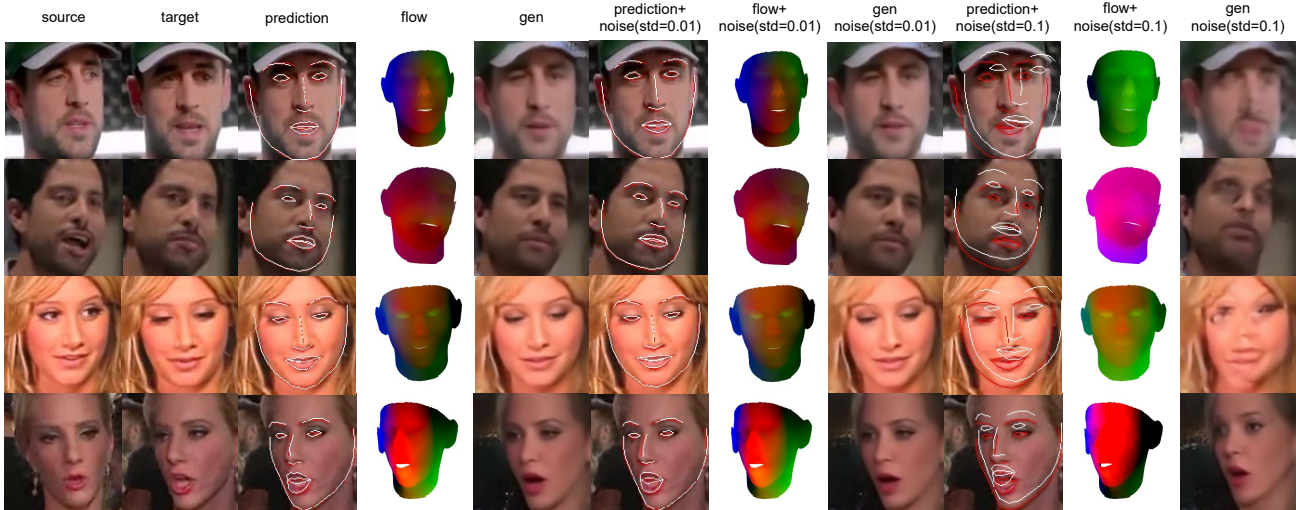 source
target
prediction
flow
gen
prediction+
noise(std=0.01)
flow+
noise(std=0.01)
gen
noise(std=0.01)
prediction+
noise(std=0.1)
flow+
noise(std=0.1)
gen
noise(std=0.1)